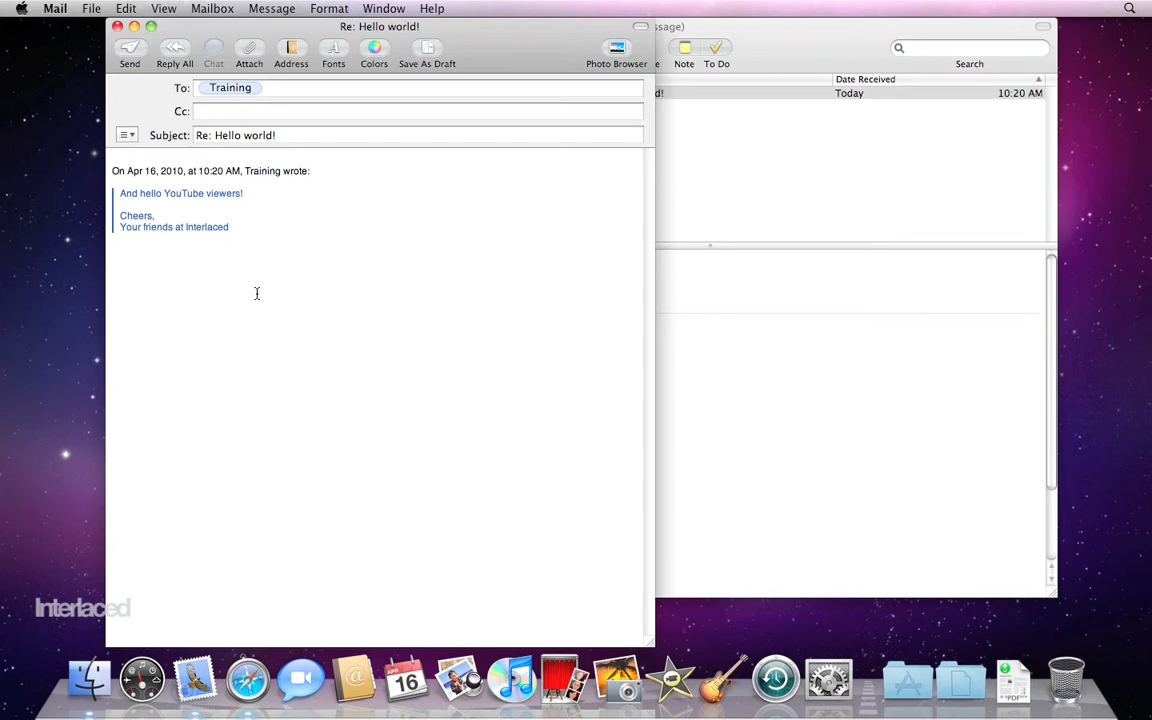 Mail File Edit View Mailbox Message Format Window Help
Re: Hello world!
ssage)
Send Reply All Chat Attach Address Fonts Colors Save As Draft Photo Browser
Note To Do Search
To: Training
Cc:
Subject: Re: Hello world!
Date Received
d! Today 10:20 AM
On Apr 16, 2010, at 10:20 AM, Training wrote:
And hello YouTube viewers!
Cheers,
Your friends at Interlaced
Interlaced
APR
16
PDF